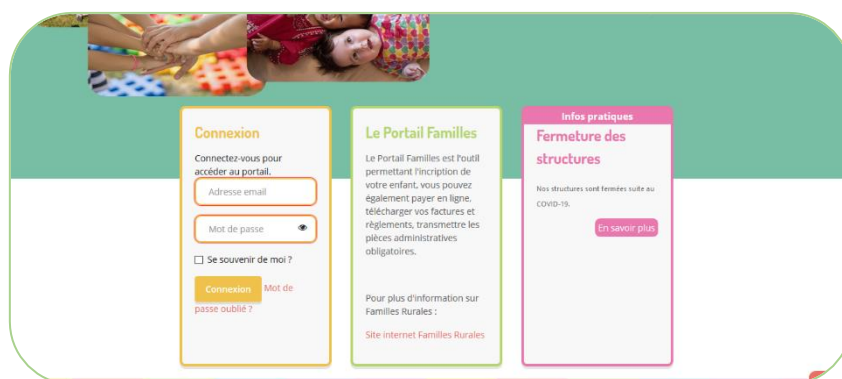 Connexion
Connectez-vous pour
accéder au portail.
Adresse email
Mot de passe
Se souvenir de moi ?
Connexion Mot de
passe oublié ?
Le Portail Familles
Le Portail Familles est l'outil
permettant l'incription de
votre enfant, vous pouvez
également payer en ligne,
télécharger vos factures et
règlements, transmettre les
pièces administratives
obligatoires.
Pour plus d'information sur
Familles Rurales :
Site internet Familles Rurales
Infos pratiques
Fermeture des
structures
Nos structures sont fermées suite au
COVID-19.
En savoir plus